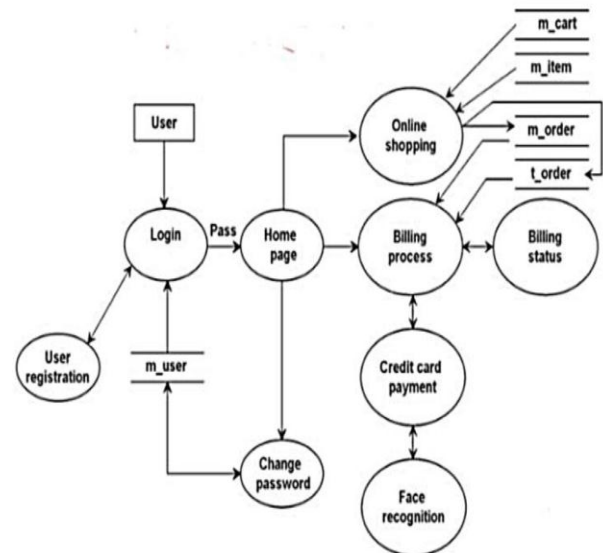 m_cart
m_item
User
Online
shopping
m_order
t_order
Login
Pass
Home
page
Billing
process
Billing
status
User
registration
m_user
Credit card
payment
Change
password
Face
recognition